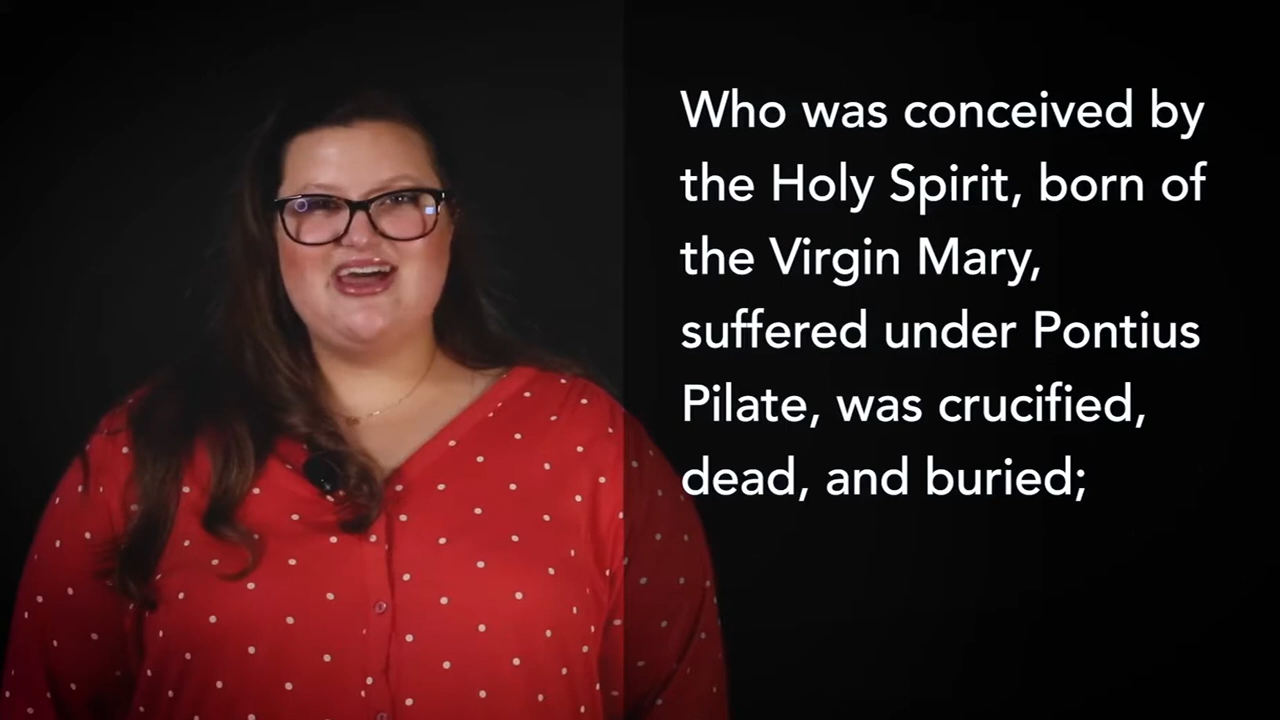 Who was conceived by
the Holy Spirit, born of
the Virgin Mary,
suffered under Pontius
Pilate, was crucified,
dead, and buried;